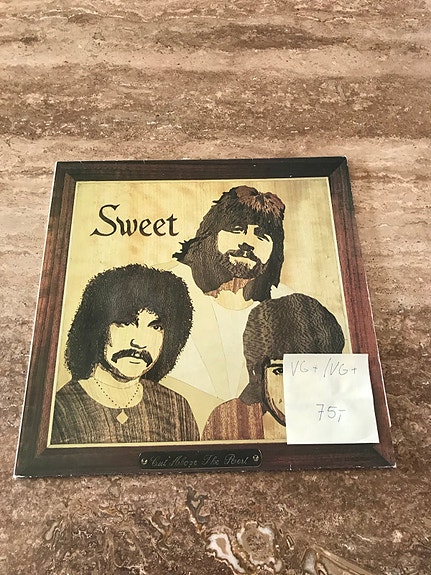 Sweet
VG+/VG+
75,-
Cut Above The Rest